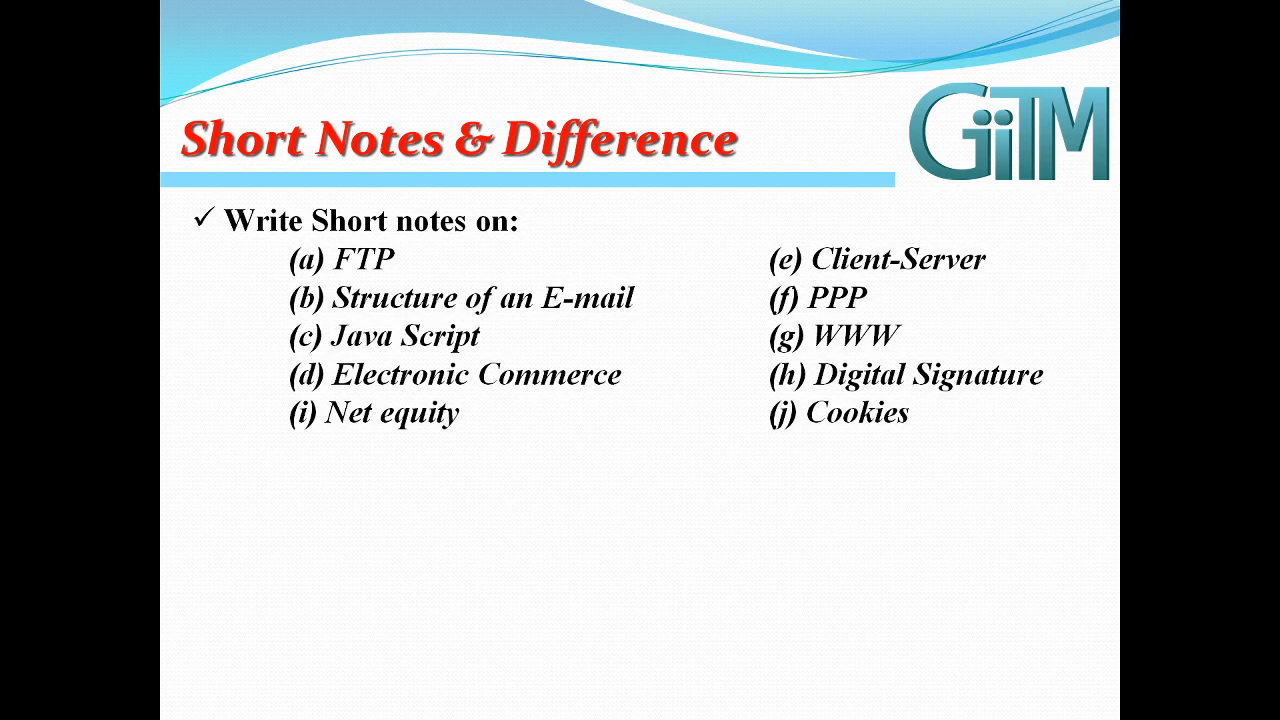 GiiTM
Short Notes & Difference
✓ Write Short notes on:
(a) FTP (e) Client-Server
(b) Structure of an E-mail (f) PPP
(c) Java Script (g) WWW
(d) Electronic Commerce (h) Digital Signature
(i) Net equity (j) Cookies